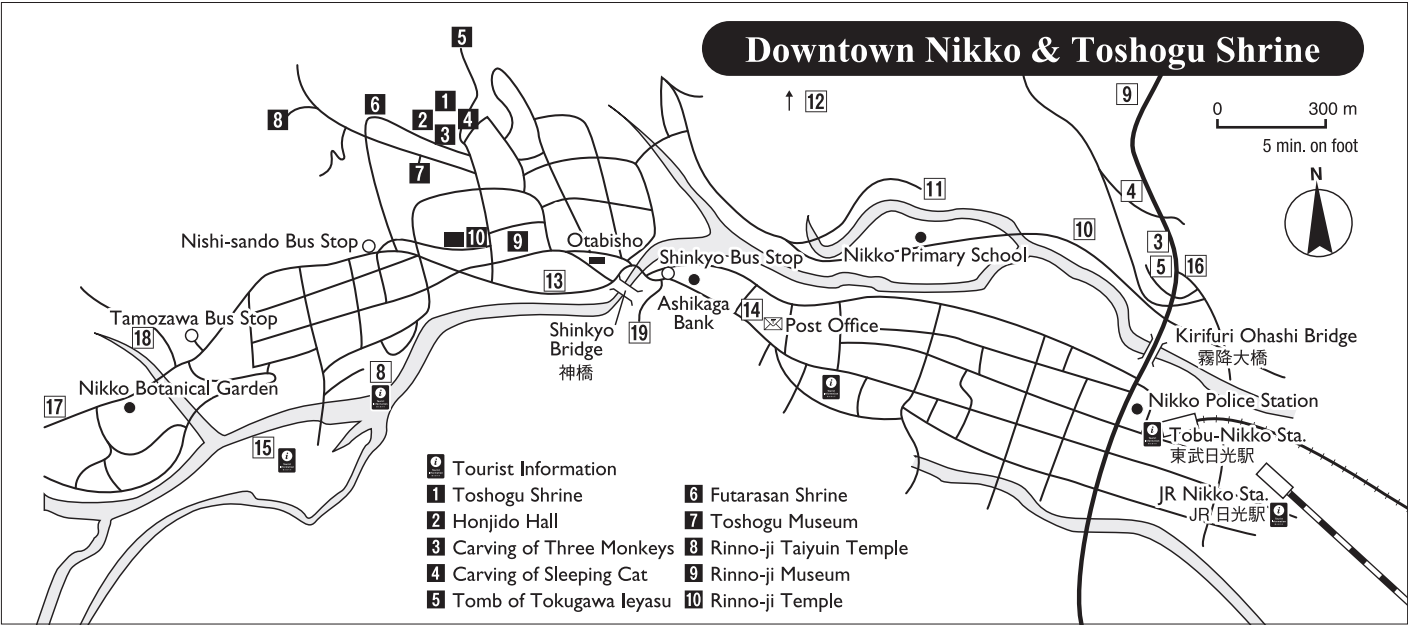 Downtown Nikko & Toshogu Shrine
5
9
0 300 m
12
5 min. on foot
6
1
8
2
4
3
N
7
11
4
10
9
10
Otabisho
Nishi-sando Bus Stop
3
Shinkyo Bus Stop
Nikko Primary School
5
16
13
Ashikaga
Bank
14
Tamozawa Bus Stop
Post Office
18
Shinkyo
Bridge
神橋
19
Kirifuri Ohashi Bridge
霧降大橋
8
Nikko Botanical Garden
17
Nikko Police Station
15
Tobu-Nikko Sta.
東武日光駅
JR Nikko Sta.
JR 日光駅
Tourist Information
1 Toshogu Shrine
2 Honjido Hall
3 Carving of Three Monkeys
4 Carving of Sleeping Cat
5 Tomb of Tokugawa Ieyasu
6 Futarasan Shrine
7 Toshogu Museum
8 Rinno-ji Taiyuin Temple
9 Rinno-ji Museum
10 Rinno-ji Temple